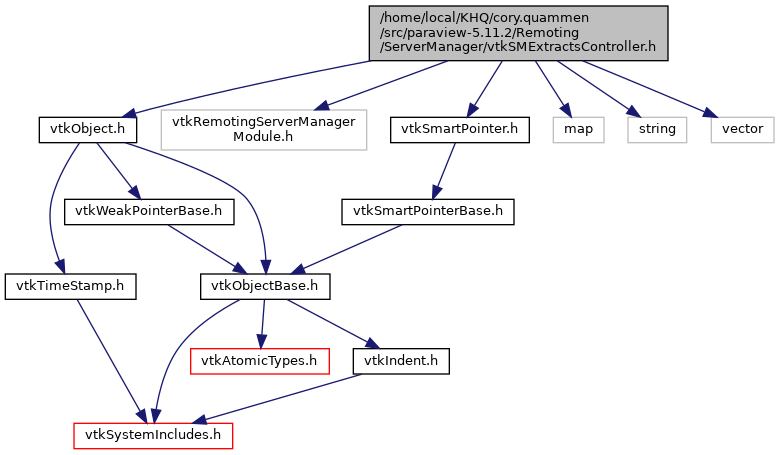 /home/local/KHQ/cory.quammen
/src/paraview-5.11.2/Remoting
/ServerManager/vtkSMExtractsController.h
vtkObject.h
vtkRemotingServerManager
Module.h
vtkSmartPointer.h
map
string
vector
vtkWeakPointerBase.h
vtkSmartPointerBase.h
vtkTimeStamp.h
vtkObjectBase.h
vtkAtomicTypes.h
vtkIndent.h
vtkSystemIncludes.h